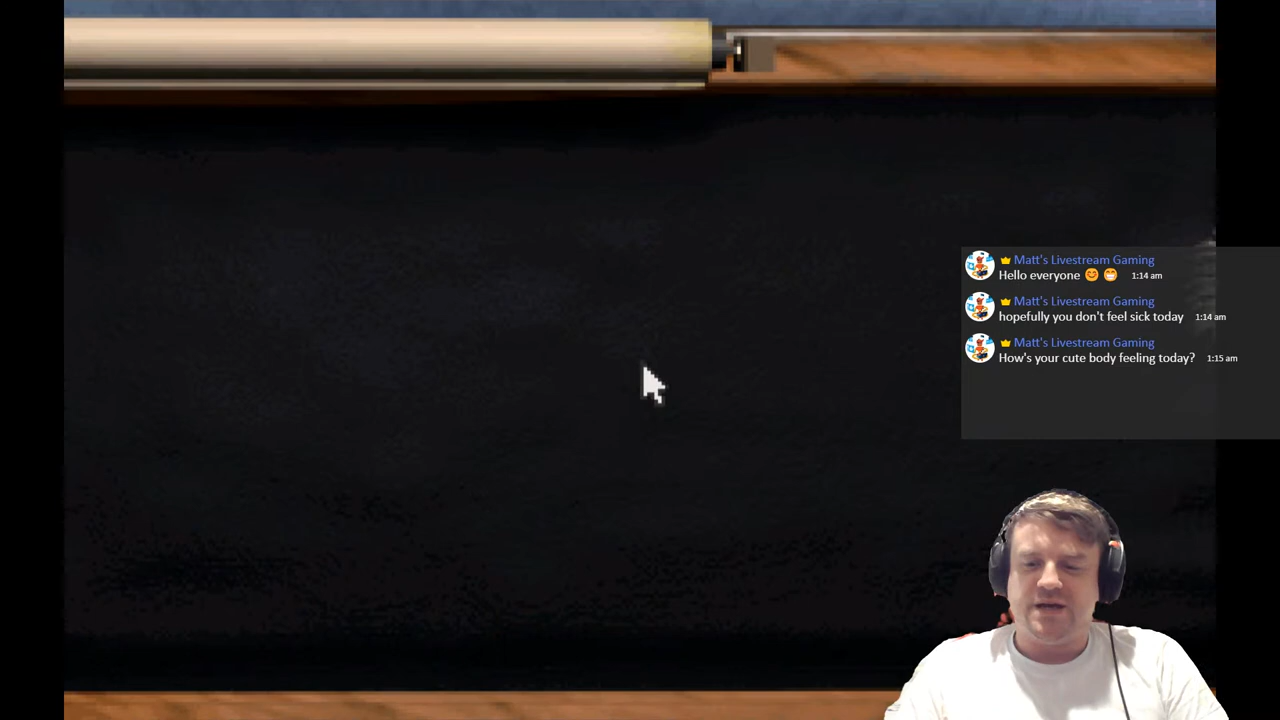 Matt's Livestream Gaming
Hello everyone 😊 😁 1:14 am
Matt's Livestream Gaming
hopefully you don't feel sick today 1:14 am
Matt's Livestream Gaming
How's your cute body feeling today? 1:15 am